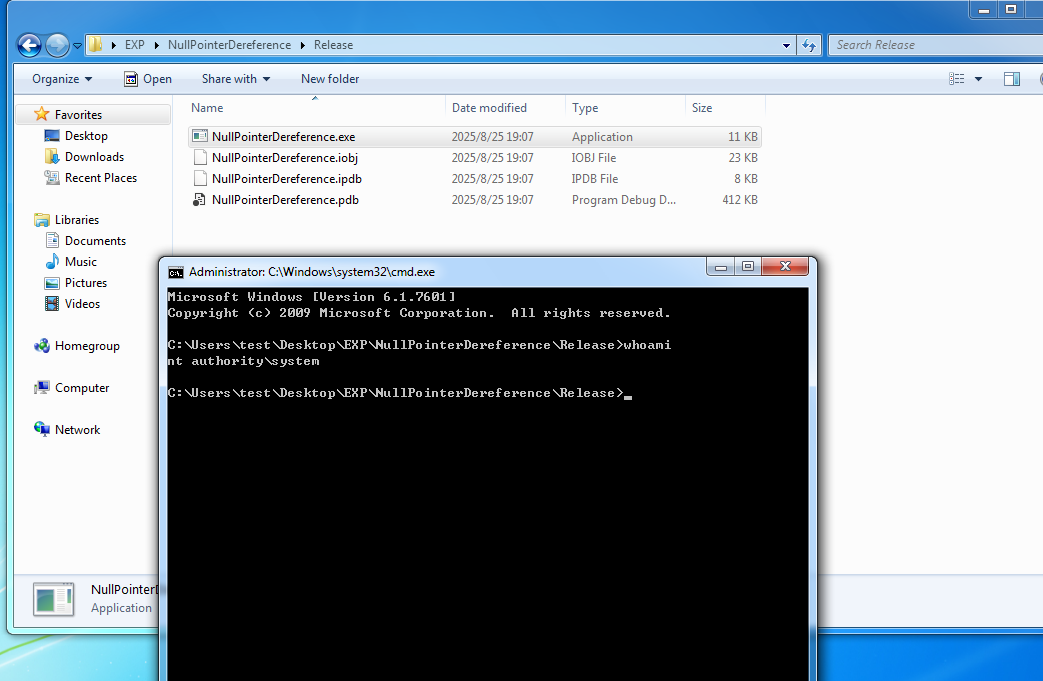 EXP NullPointerDereference Release
Search Release
Organize Open Share with New folder
Favorites
Desktop
Downloads
Recent Places
Libraries
Documents
Music
Pictures
Videos
Homegroup
Computer
Network
Name Date modified Type Size
NullPointerDereference.exe 2025/8/25 19:07 Application 11 KB
NullPointerDereference.iobj 2025/8/25 19:07 IOBJ File 23 KB
NullPointerDereference.ipdb 2025/8/25 19:07 IPDB File 8 KB
NullPointerDereference.pdb 2025/8/25 19:07 Program Debug D... 412 KB
Administrator: C:\Windows\system32\cmd.exe
Microsoft Windows [Version 6.1.7601]
Copyright (c) 2009 Microsoft Corporation.  All rights reserved.
C:\Users\test\Desktop\EXP\NullPointerDereference\Release>whoami
nt authority\system
C:\Users\test\Desktop\EXP\NullPointerDereference\Release>
NullPointerD
Application